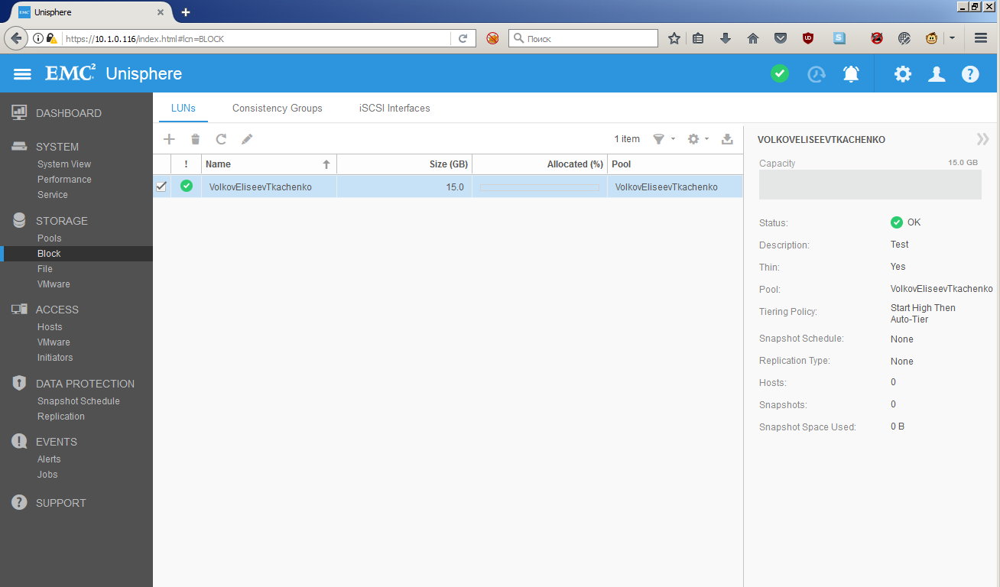 EMC Unisphere
https://10.1.0.116/index.html#lcn=BLOCK
Поиск
EMC² Unisphere
DASHBOARD
SYSTEM
System View
Performance
Service
STORAGE
Pools
Block
File
VMware
ACCESS
Hosts
VMware
Initiators
DATA PROTECTION
Snapshot Schedule
Replication
EVENTS
Alerts
Jobs
SUPPORT
LUNs Consistency Groups iSCSI Interfaces
1 item
! Name Size (GB) Allocated (%) Pool
VolkovEliseevTkachenko 15.0 VolkovEliseevTkachenko
VOLKOVELISEEVTKACHENKO
Capacity 15.0 GB
Status: OK
Description: Test
Thin: Yes
Pool: VolkovEliseevTkachenko
Tiering Policy: Start High Then
Auto-Tier
Snapshot Schedule: None
Replication Type: None
Hosts: 0
Snapshots: 0
Snapshot Space Used: 0 B